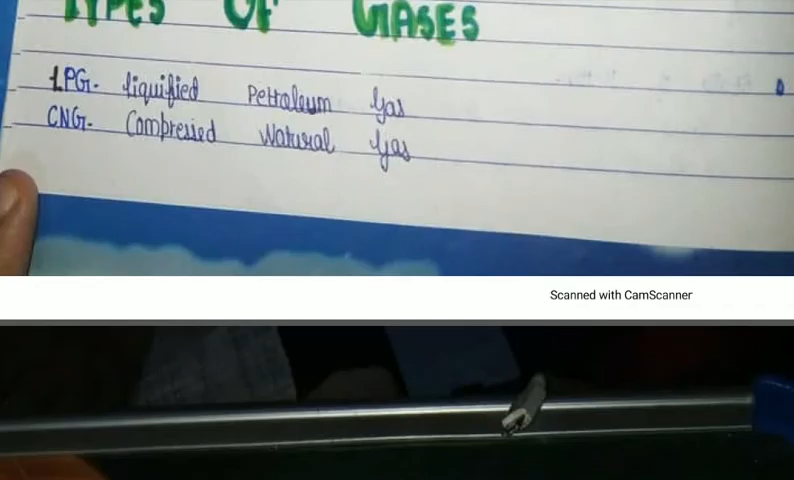 TYPES OF GASES
LPG- Liquified Petroleum Gas
CNG- Compressed Natural Gas
Scanned with CamScanner